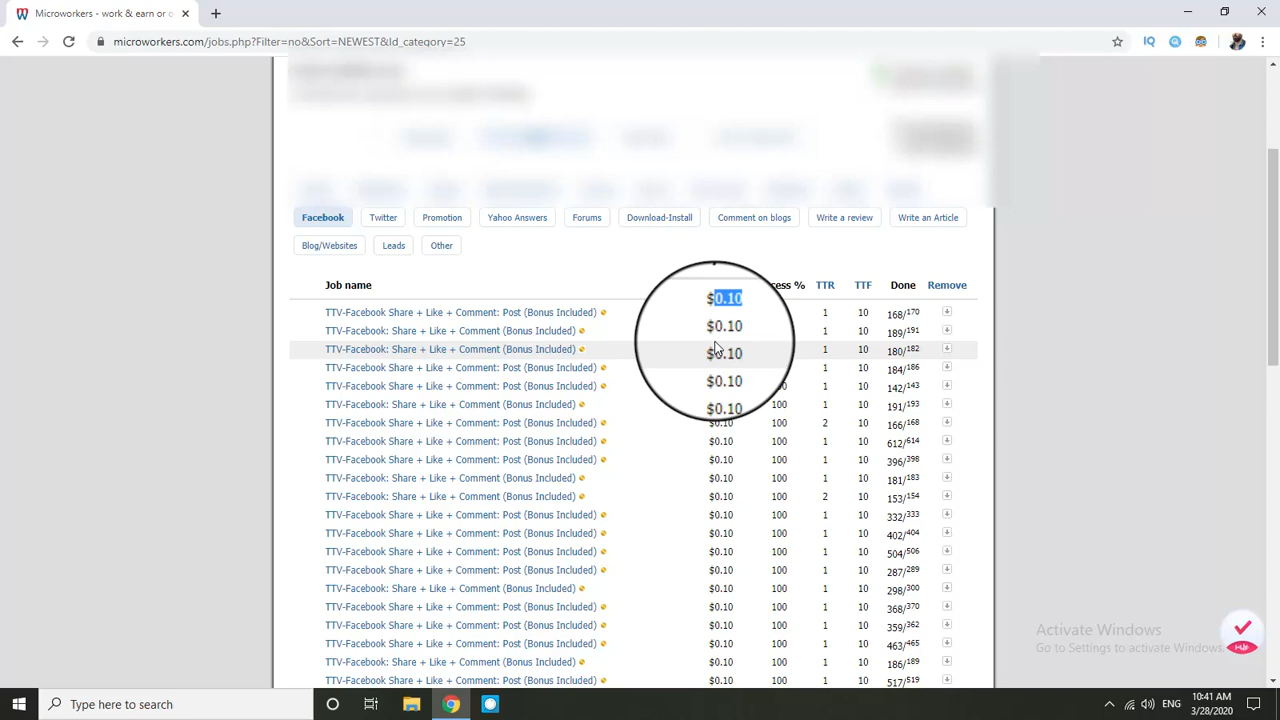 Microworkers - work & earn or o
microworkers.com/jobs.php?Filter=no&Sort=NEWEST&Id_category=25
Facebook Twitter Promotion Yahoo Answers Forums Download-Install Comment on blogs Write a review Write an Article
Blog/Websites Leads Other
Job name cess % TTR TTF Done Remove
TTV-Facebook Share + Like + Comment: Post (Bonus Included) $0.10 1 10 168/170
TTV-Facebook: Share + Like + Comment (Bonus Included) $0.10 1 10 189/191
TTV-Facebook: Share + Like + Comment (Bonus Included) $0.10 1 10 180/182
TTV-Facebook Share + Like + Comment: Post (Bonus Included) $0.10 1 10 184/186
TTV-Facebook Share + Like + Comment: Post (Bonus Included) $0.10 100 1 10 142/143
TTV-Facebook: Share + Like + Comment (Bonus Included) 100 1 10 191/193
TTV-Facebook Share + Like + Comment: Post (Bonus Included) $0.10 100 2 10 166/168
TTV-Facebook Share + Like + Comment: Post (Bonus Included) $0.10 100 1 10 612/614
TTV-Facebook Share + Like + Comment: Post (Bonus Included) $0.10 100 1 10 396/398
TTV-Facebook: Share + Like + Comment (Bonus Included) $0.10 100 1 10 181/183
TTV-Facebook: Share + Like + Comment (Bonus Included) $0.10 100 2 10 153/154
TTV-Facebook Share + Like + Comment: Post (Bonus Included) $0.10 100 1 10 332/333
TTV-Facebook Share + Like + Comment: Post (Bonus Included) $0.10 100 1 10 402/404
TTV-Facebook Share + Like + Comment: Post (Bonus Included) $0.10 100 1 10 504/506
TTV-Facebook Share + Like + Comment: Post (Bonus Included) $0.10 100 1 10 287/289
TTV-Facebook: Share + Like + Comment (Bonus Included) $0.10 100 1 10 298/300
TTV-Facebook Share + Like + Comment: Post (Bonus Included) $0.10 100 1 10 368/370
TTV-Facebook Share + Like + Comment: Post (Bonus Included) $0.10 100 1 10 359/362
TTV-Facebook Share + Like + Comment: Post (Bonus Included) $0.10 100 1 10 463/465
TTV-Facebook: Share + Like + Comment (Bonus Included) $0.10 100 1 10 186/189
TTV-Facebook Share + Like + Comment: Post (Bonus Included) $0.10 100 1 10 517/519
Activate Windows
Go to Settings to activate Windows.
Type here to search
ENG
10:41 AM
3/28/2020